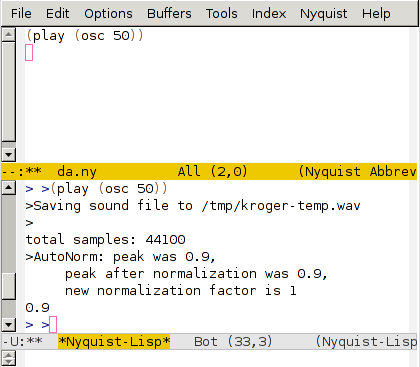 File Edit Options Buffers Tools Index Nyquist Help
(play (osc 50))
--:** da.ny All (2,0) (Nyquist Abbrev
> >(play (osc 50))
>Saving sound file to /tmp/kroger-temp.wav
>
total samples: 44100
>AutoNorm: peak was 0.9,
peak after normalization was 0.9,
new normalization factor is 1
0.9
> >
-U:** *Nyquist-Lisp* Bot (33,3) (Nyquist-Lisp